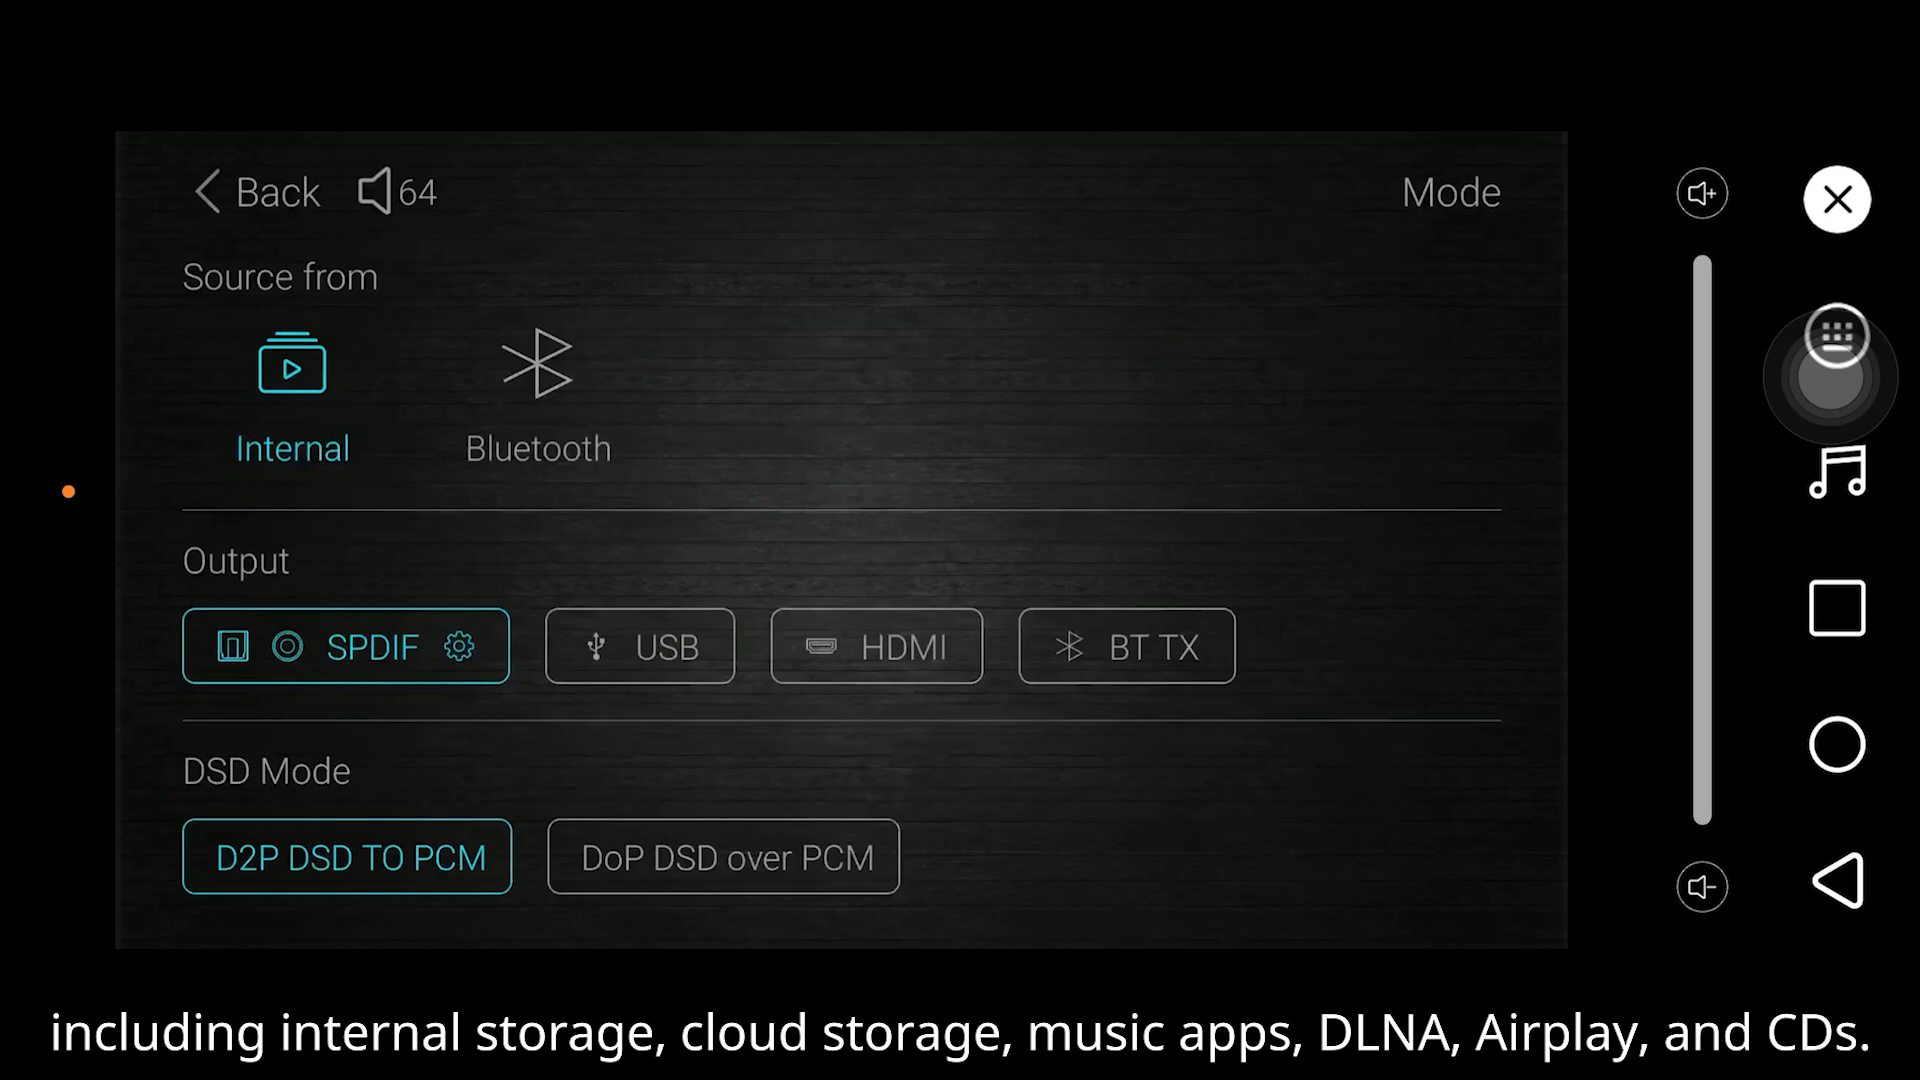 Back 64 Mode
Source from
Internal Bluetooth
Output
SPDIF USB HDMI BT TX
DSD Mode
D2P DSD TO PCM DoP DSD over PCM
including internal storage, cloud storage, music apps, DLNA, Airplay, and CDs.